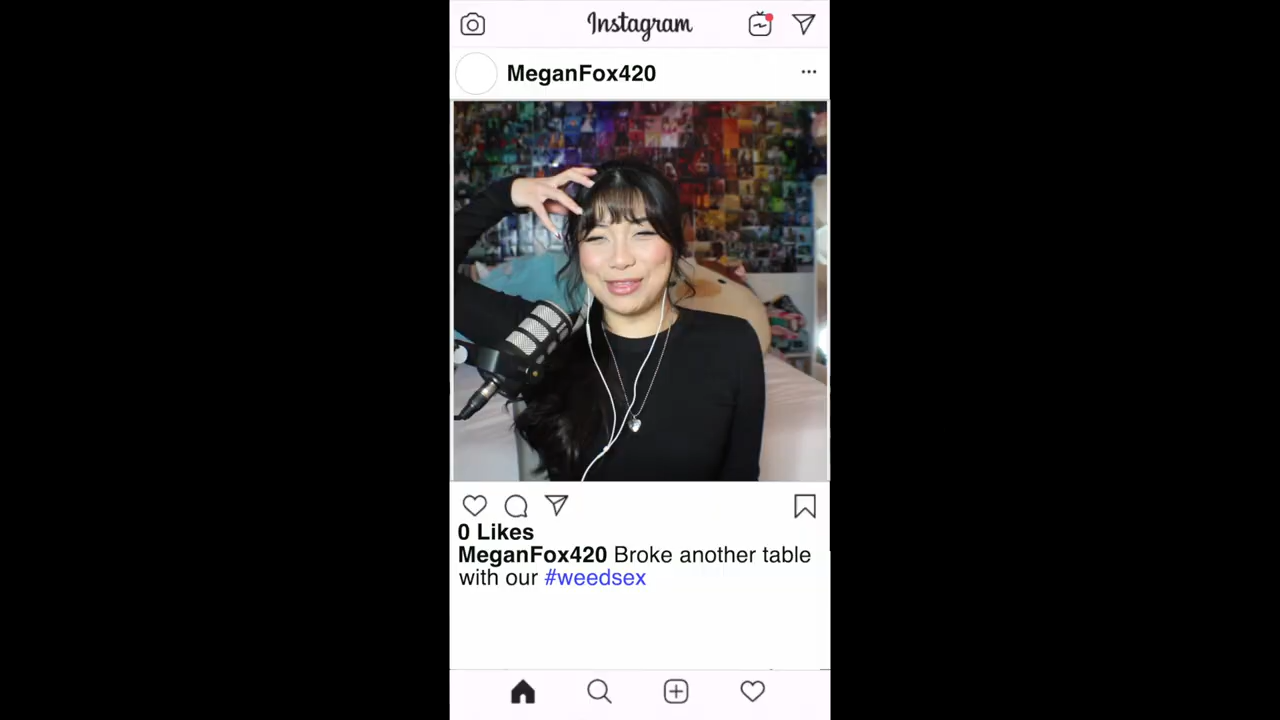 Instagram
MeganFox420
0 Likes
MeganFox420 Broke another table
with our #weedsex